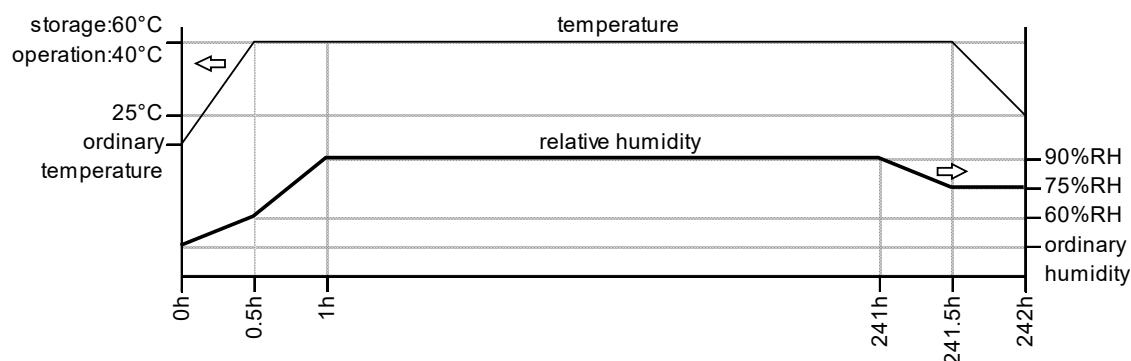 storage:60°C
operation:40°C
temperature
25°C
ordinary
temperature
relative humidity
90%RH
75%RH
60%RH
ordinary
humidity
0h
0.5h
1h
241h
241.5h
242h